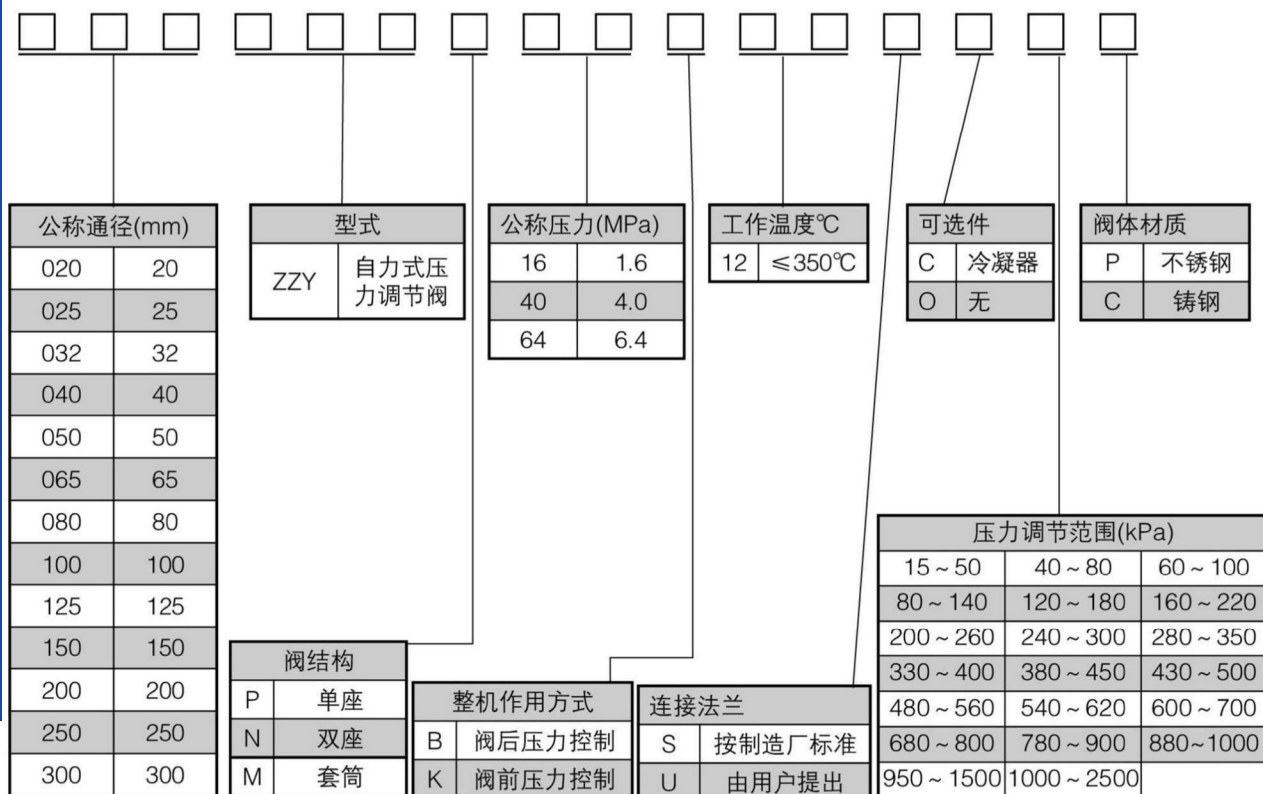 公称通径(mm)
020 20
025 25
032 32
040 40
050 50
065 65
080 80
100 100
125 125
150 150
200 200
250 250
300 300
型式
ZZY 自力式压
力调节阀
公称压力(MPa)
16 1.6
40 4.0
64 6.4
工作温度℃
12 ≤350℃
可选件
C 冷凝器
O 无
阀体材质
P 不锈钢
C 铸钢
阀结构
P 单座
N 双座
M 套筒
整机作用方式
B 阀后压力控制
K 阀前压力控制
连接法兰
S 按制造厂标准
U 由用户提出
压力调节范围(kPa)
15~50 40~80 60~100
80~140 120~180 160~220
200~260 240~300 280~350
330~400 380~450 430~500
480~560 540~620 600~700
680~800 780~900 880~1000
950~1500 1000~2500